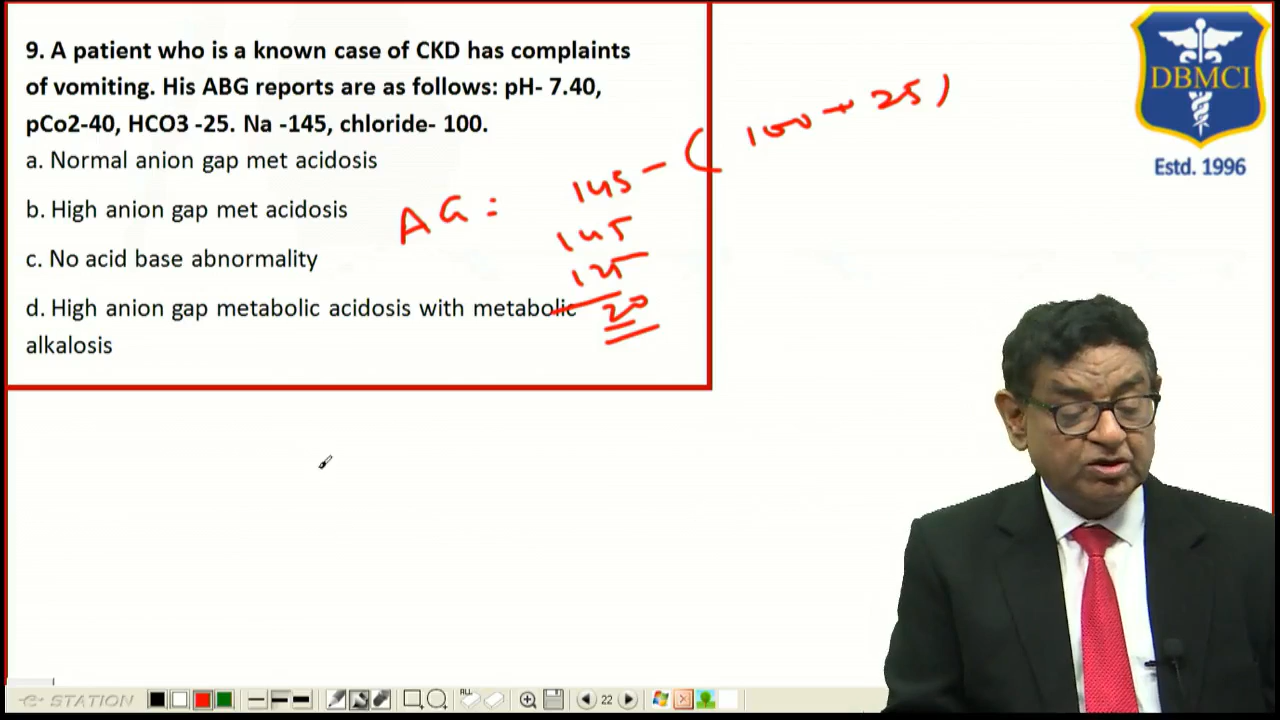 9. A patient who is a known case of CKD has complaints
of vomiting. His ABG reports are as follows: pH- 7.40,
pCo2-40, HCO3 -25. Na -145, chloride- 100.
a. Normal anion gap met acidosis
b. High anion gap met acidosis
c. No acid base abnormality
d. High anion gap metabolic acidosis with metabolic
alkalosis
AG = 145 - (100 + 25)
145
125
20
DBMCI
Estd. 1996
e-STATION
ALL
22